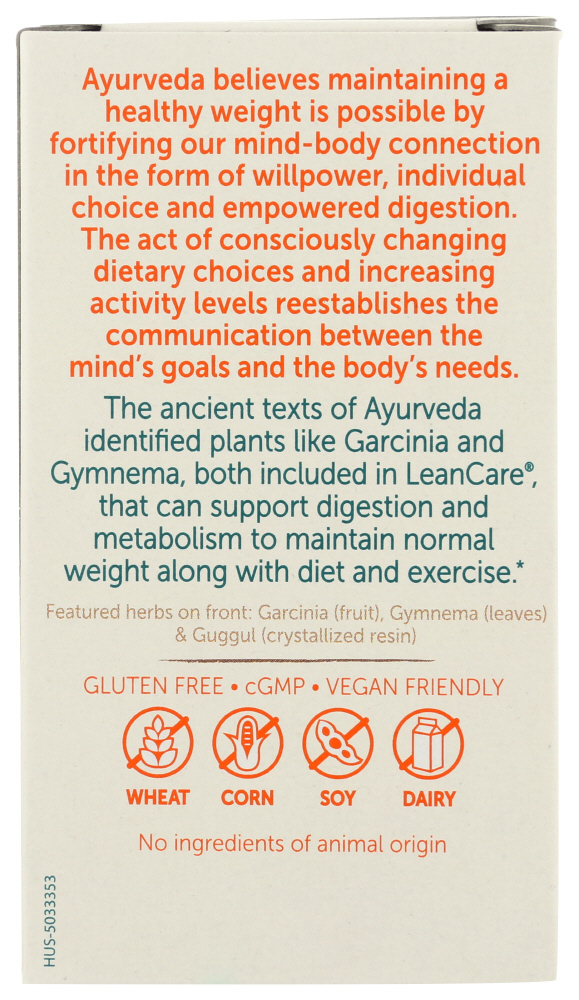 Ayurveda believes maintaining a
healthy weight is possible by
fortifying our mind-body connection
in the form of willpower, individual
choice and empowered digestion.
The act of consciously changing
dietary choices and increasing
activity levels reestablishes the
communication between the
mind's goals and the body's needs.
The ancient texts of Ayurveda
identified plants like Garcinia and
Gymnema, both included in LeanCare®,
that can support digestion and
metabolism to maintain normal
weight along with diet and exercise.*
Featured herbs on front: Garcinia (fruit), Gymnema (leaves)
& Guggul (crystallized resin)
GLUTEN FREE • cGMP • VEGAN FRIENDLY
WHEAT CORN SOY DAIRY
No ingredients of animal origin
HUS-5033353